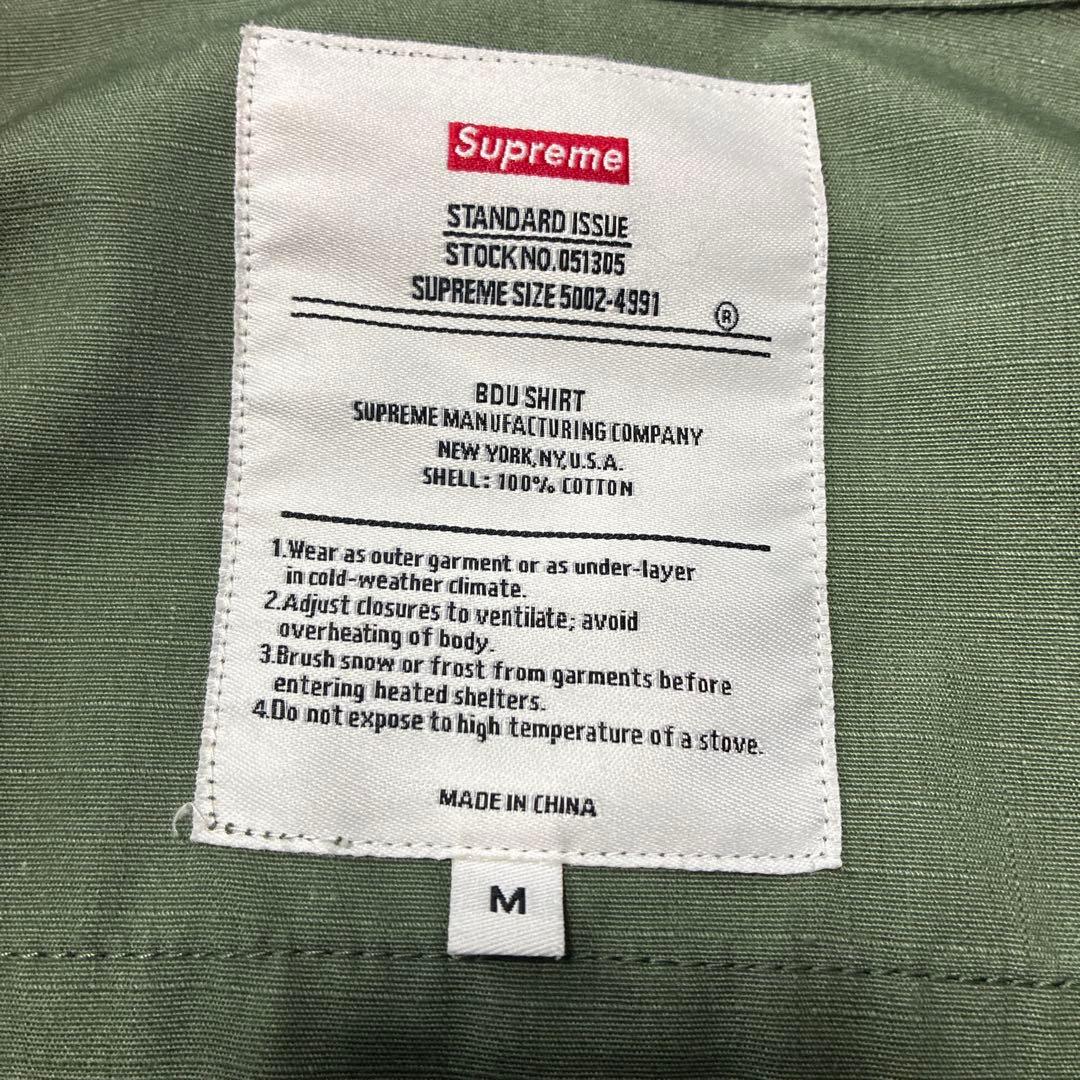 Supreme
STANDARD ISSUE
STOCK NO.051305
SUPREME SIZE 5002-4991
®
BDU SHIRT
SUPREME MANUFACTURING COMPANY
NEW YORK,NY,U.S.A.
SHELL: 100% COTTON
1.Wear as outer garment or as under-layer
in cold-weather climate.
2.Adjust closures to ventilate; avoid
overheating of body.
3.Brush snow or frost from garments before
entering heated shelters.
4.Do not expose to high temperature of a stove.
MADE IN CHINA
M